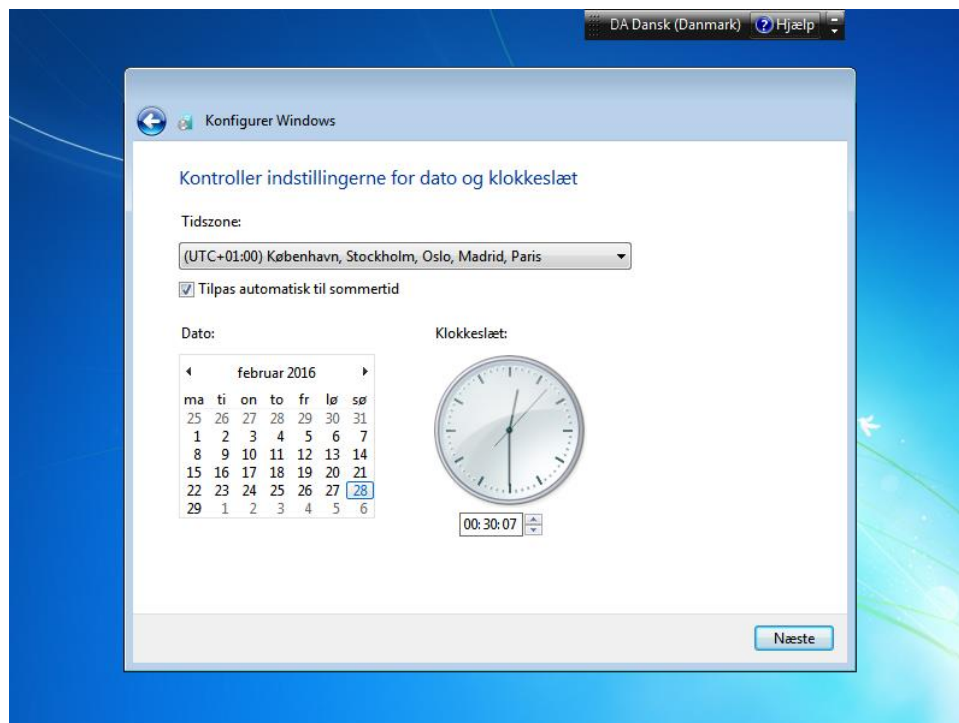 DA Dansk (Danmark) Hjælp
Konfigurer Windows
Kontroller indstillingerne for dato og klokkeslæt
Tidszone:
(UTC+01:00) København, Stockholm, Oslo, Madrid, Paris
Tilpas automatisk til sommertid
Dato: Klokkeslæt:
februar 2016
ma ti on to fr lø sø
25 26 27 28 29 30 31
1 2 3 4 5 6 7
8 9 10 11 12 13 14
15 16 17 18 19 20 21
22 23 24 25 26 27 28
29 1 2 3 4 5 6
00:30:07
Næste